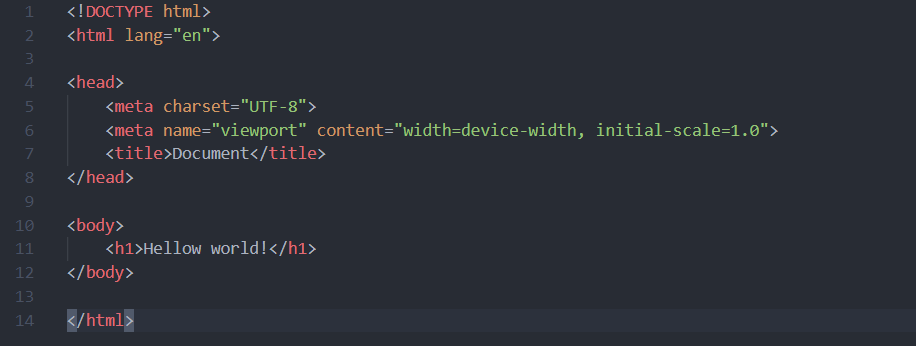 1 <!DOCTYPE html>
2 <html lang="en">
3
4 <head>
5     <meta charset="UTF-8">
6     <meta name="viewport" content="width=device-width, initial-scale=1.0">
7     <title>Document</title>
8 </head>
9
10 <body>
11     <h1>Hellow world!</h1>
12 </body>
13
14 </html>